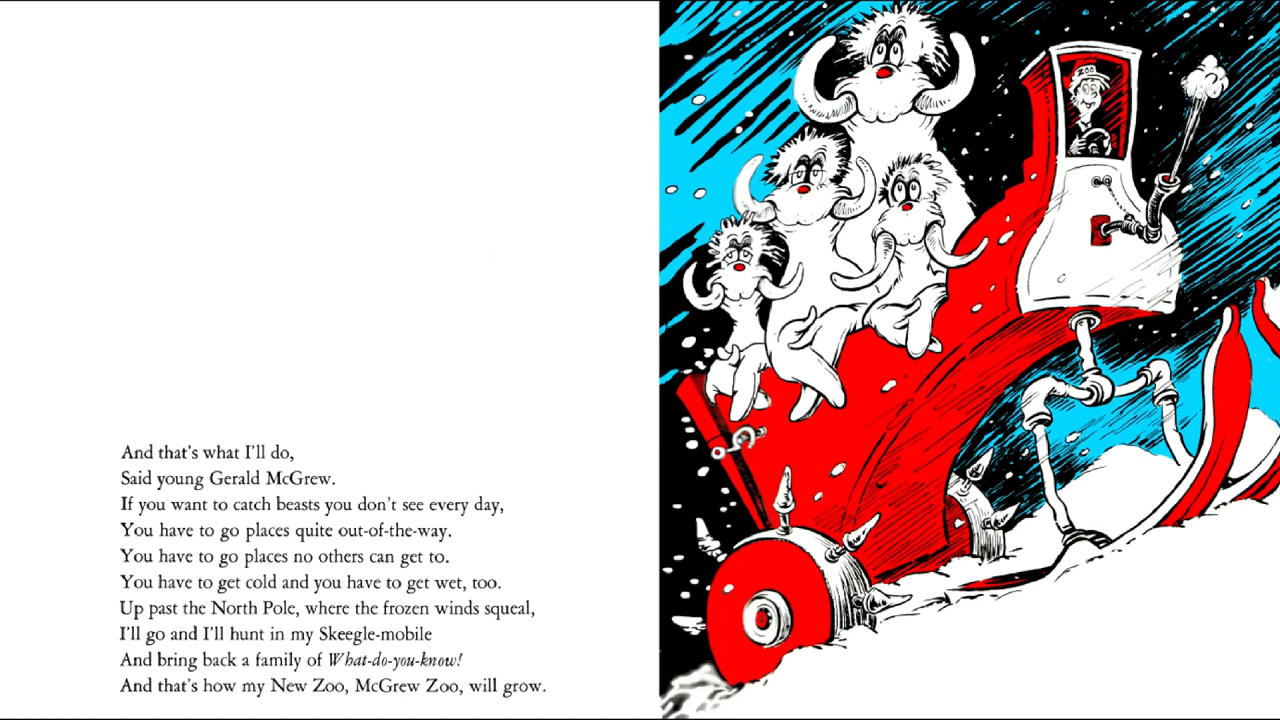 And that's what I'll do,
Said young Gerald McGrew.
If you want to catch beasts you don't see every day,
You have to go places quite out-of-the-way.
You have to go places no others can get to.
You have to get cold and you have to get wet, too.
Up past the North Pole, where the frozen winds squeal,
I'll go and I'll hunt in my Skeegle-mobile
And bring back a family of What-do-you-know!
And that's how my New Zoo, McGrew Zoo, will grow.
ZOO